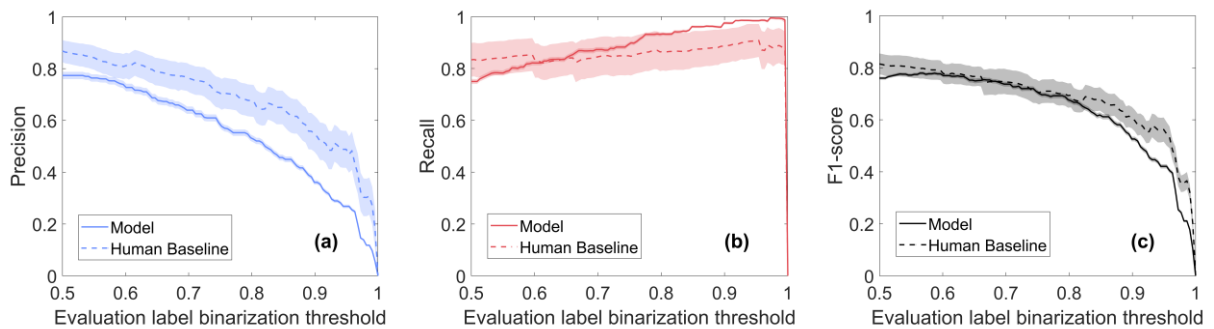 1
0.8
0.6
0.4
0.2
0
Precision
Model
Human Baseline
(a)
0.5 0.6 0.7 0.8 0.9 1
Evaluation label binarization threshold
1
0.8
0.6
0.4
0.2
0
Recall
Model
Human Baseline
(b)
0.5 0.6 0.7 0.8 0.9 1
Evaluation label binarization threshold
1
0.8
0.6
0.4
0.2
0
F1-score
Model
Human Baseline
(c)
0.5 0.6 0.7 0.8 0.9 1
Evaluation label binarization threshold